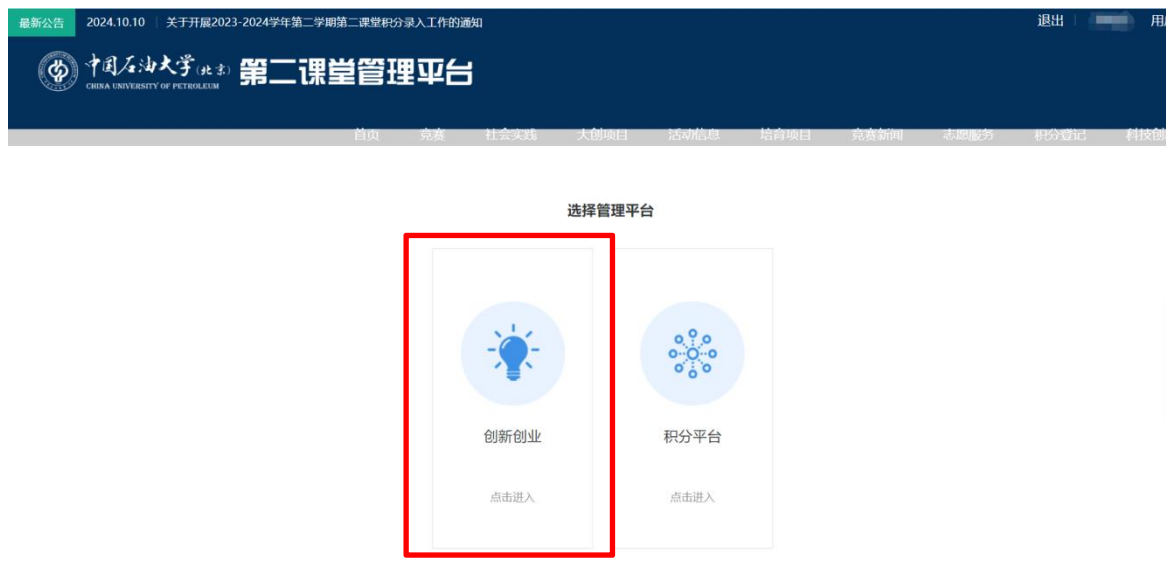 最新公告 2024.10.10 关于开展2023-2024学年第二学期第二课堂积分录入工作的通知 退出
中国石油大学(北京) 第二课堂管理平台
CHINA UNIVERSITY OF PETROLEUM
首页 竞赛 社会实践 大创项目 活动信息 培育项目 竞赛新闻 志愿服务 积分登记 科技创
选择管理平台
创新创业 积分平台
点击进入 点击进入